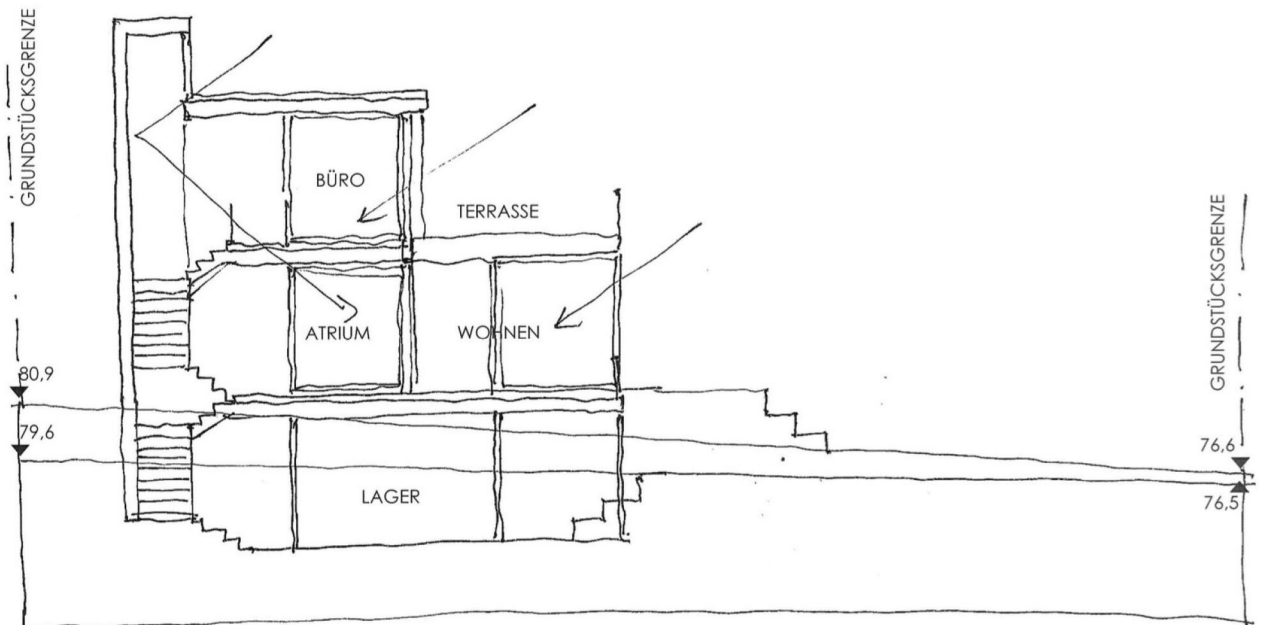 GRUNDSTÜCKSGRENZE
BÜRO
TERRASSE
GRUNDSTÜCKSGRENZE
ATRIUM
WOHNEN
80,9
79,6
76,6
LAGER
76,5